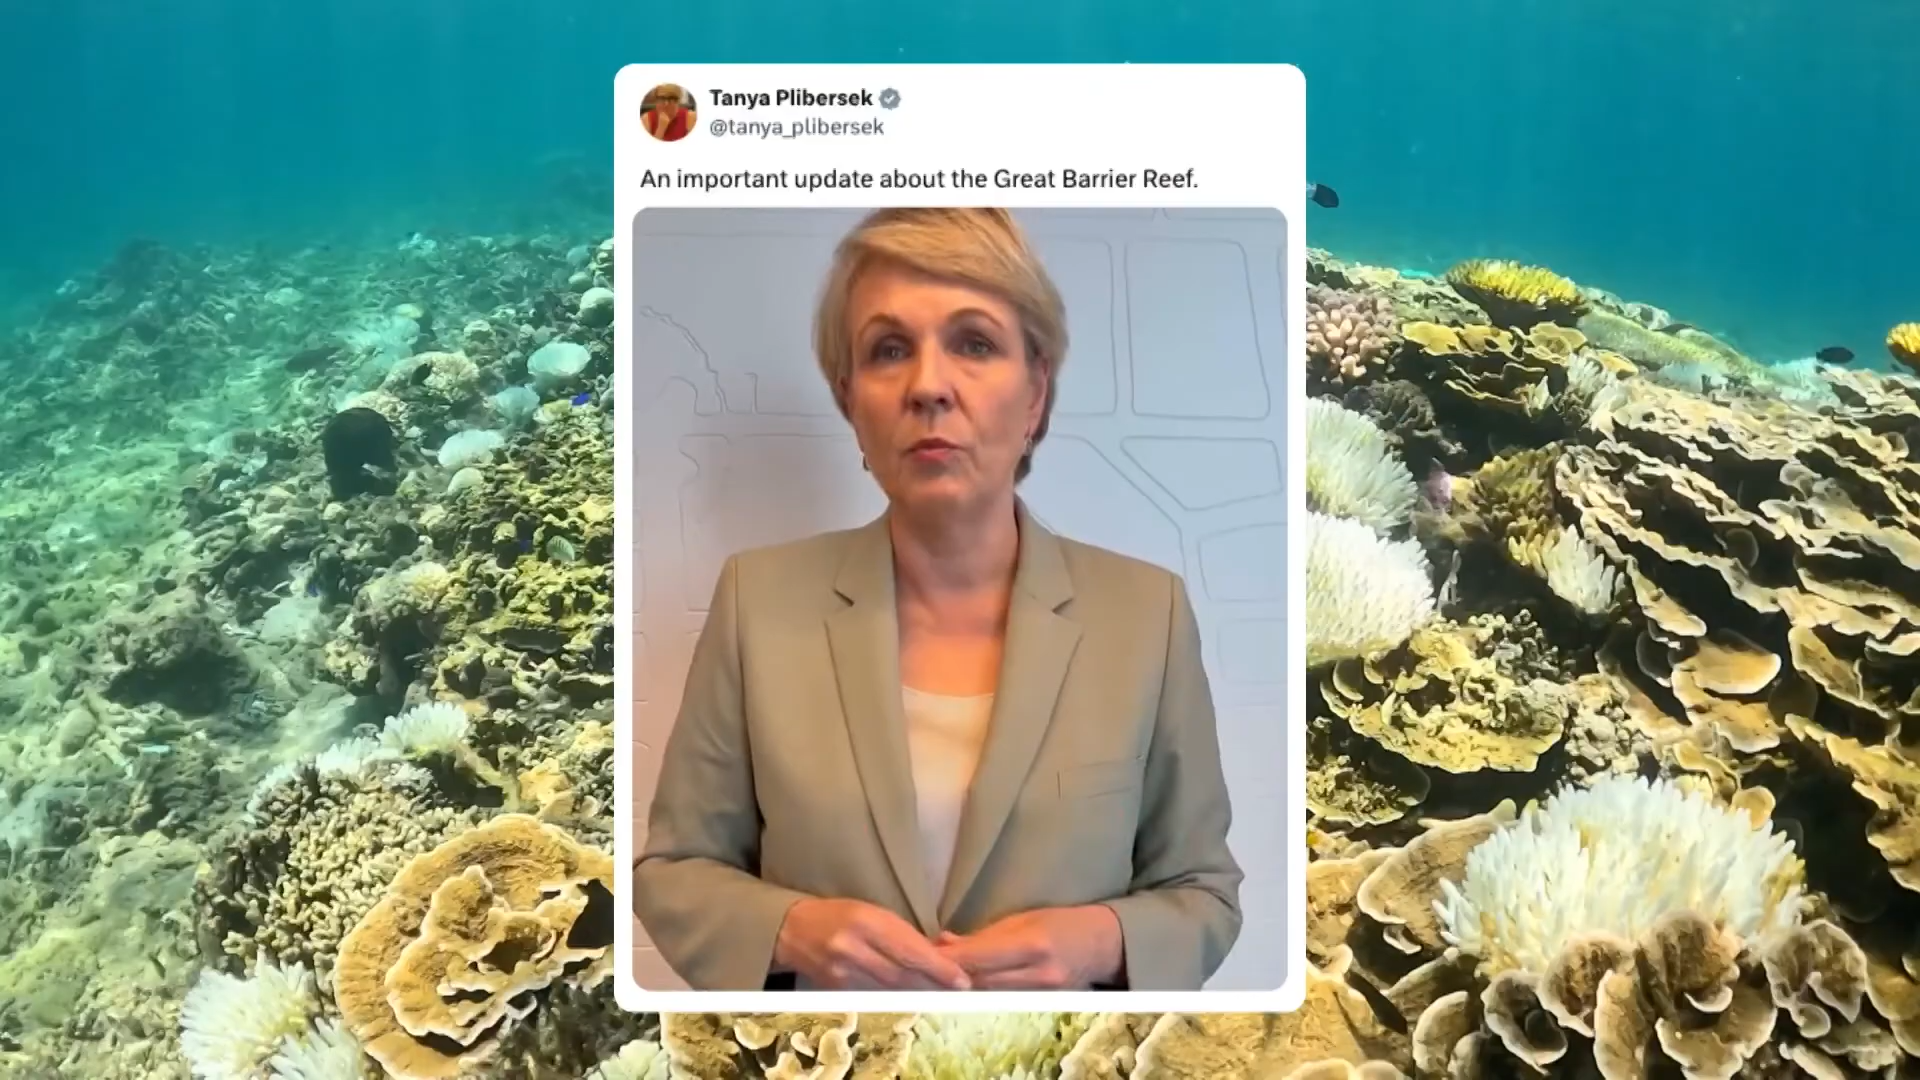 Tanya Plibersek
@tanya_plibersek
An important update about the Great Barrier Reef.